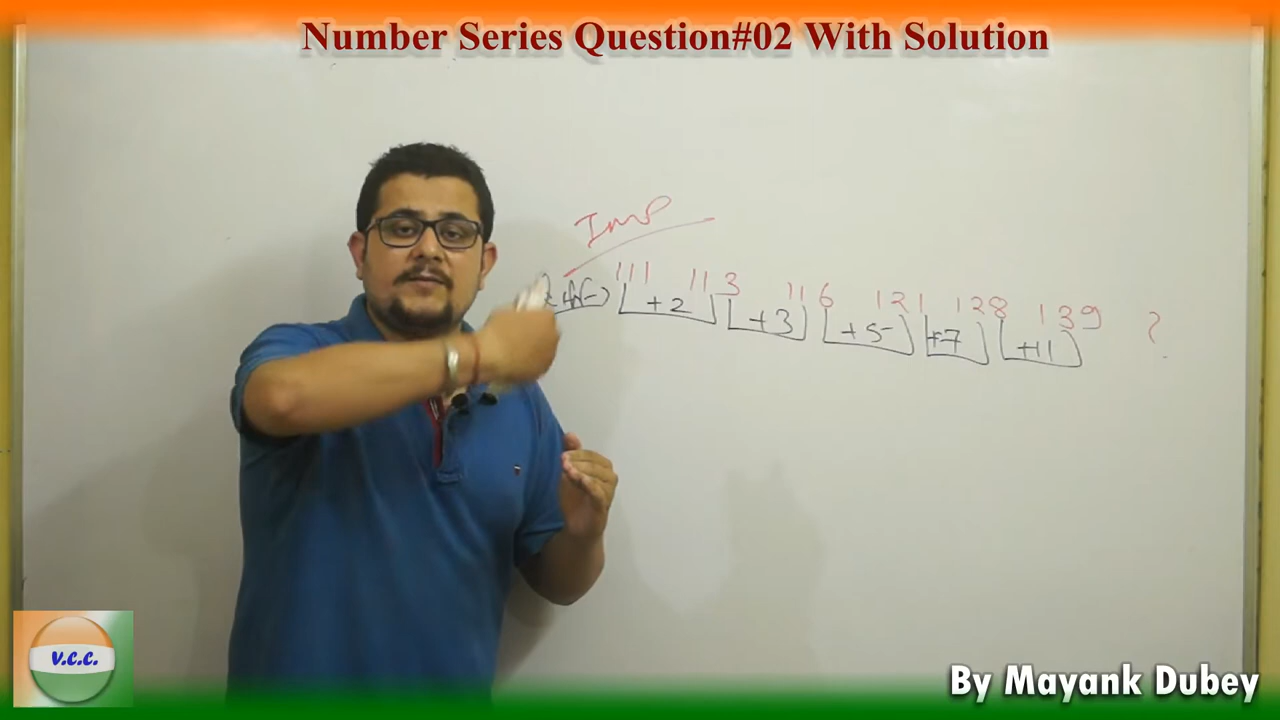 Number Series Question#02 With Solution
Imp
111 113 116 121 128 139 ?
+2 +3 +5 +7 +11
V.C.C.
By Mayank Dubey